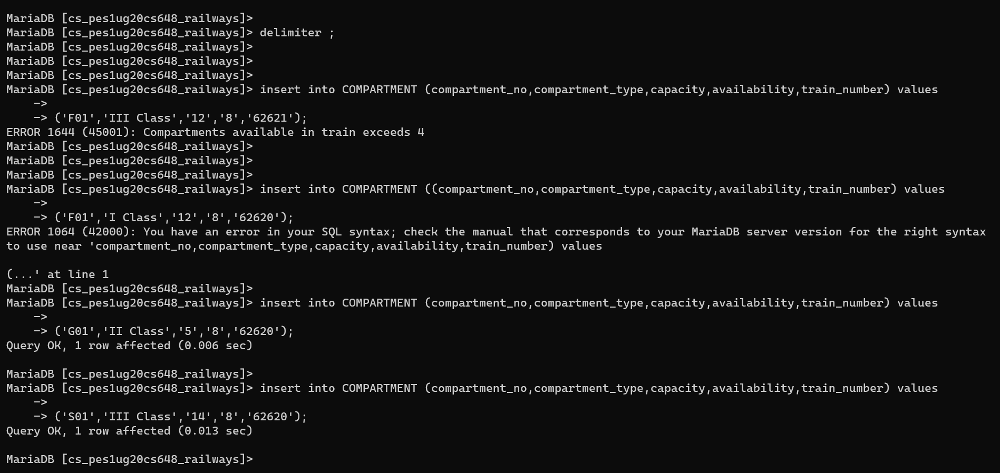 MariaDB [cs_pes1ug20cs648_railways]>
MariaDB [cs_pes1ug20cs648_railways]> delimiter ;
MariaDB [cs_pes1ug20cs648_railways]>
MariaDB [cs_pes1ug20cs648_railways]>
MariaDB [cs_pes1ug20cs648_railways]>
MariaDB [cs_pes1ug20cs648_railways]> insert into COMPARTMENT (compartment_no,compartment_type,capacity,availability,train_number) values
    ->
    -> ('F01','III Class','12','8','62621');
ERROR 1644 (45001): Compartments available in train exceeds 4
MariaDB [cs_pes1ug20cs648_railways]>
MariaDB [cs_pes1ug20cs648_railways]>
MariaDB [cs_pes1ug20cs648_railways]>
MariaDB [cs_pes1ug20cs648_railways]> insert into COMPARTMENT ((compartment_no,compartment_type,capacity,availability,train_number) values
    ->
    -> ('F01','I Class','12','8','62620');
ERROR 1064 (42000): You have an error in your SQL syntax; check the manual that corresponds to your MariaDB server version for the right syntax
to use near 'compartment_no,compartment_type,capacity,availability,train_number) values

(...' at line 1
MariaDB [cs_pes1ug20cs648_railways]>
MariaDB [cs_pes1ug20cs648_railways]> insert into COMPARTMENT (compartment_no,compartment_type,capacity,availability,train_number) values
    ->
    -> ('G01','II Class','5','8','62620');
Query OK, 1 row affected (0.006 sec)

MariaDB [cs_pes1ug20cs648_railways]>
MariaDB [cs_pes1ug20cs648_railways]> insert into COMPARTMENT (compartment_no,compartment_type,capacity,availability,train_number) values
    ->
    -> ('S01','III Class','14','8','62620');
Query OK, 1 row affected (0.013 sec)

MariaDB [cs_pes1ug20cs648_railways]>